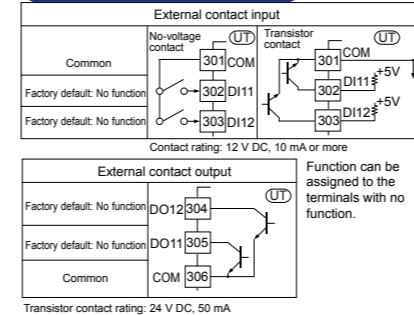 External contact input
No-voltage contact
UT
Transistor contact
UT
Common
301 COM
301 COM
Factory default: No function
302 DI11
302 DI11 +5V
Factory default: No function
303 DI12
303 DI12 +5V
Contact rating: 12 V DC, 10 mA or more
External contact output
Function can be
assigned to the
terminals with no
function.
UT
Factory default: No function
DO12 304
Factory default: No function
DO11 305
Common
COM 306
Transistor contact rating: 24 V DC, 50 mA